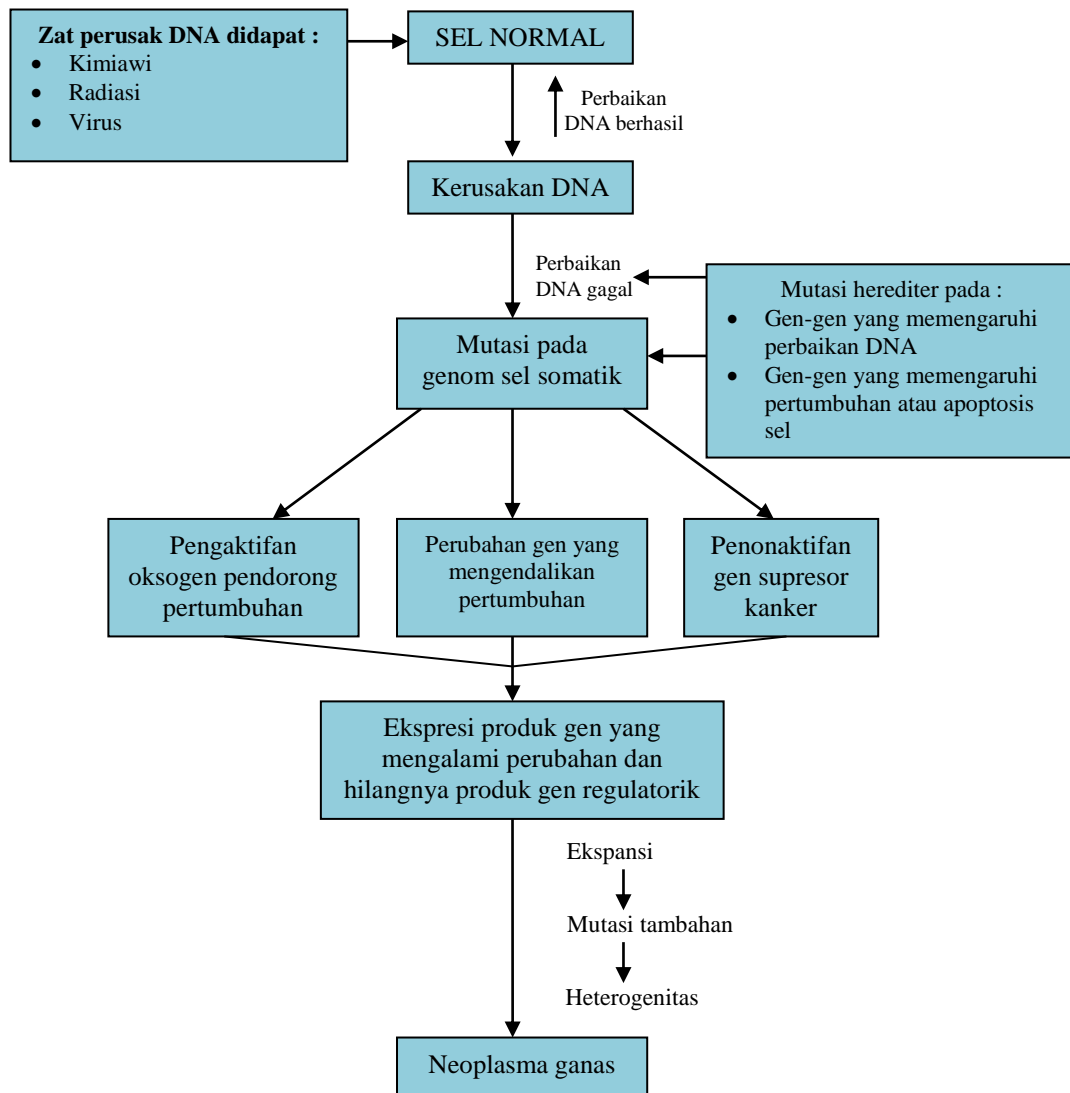 Zat perusak DNA didapat :
• Kimiawi
• Radiasi
• Virus
SEL NORMAL
Perbaikan
DNA berhasil
Kerusakan DNA
Perbaikan
DNA gagal
Mutasi herediter pada :
• Gen-gen yang memengaruhi
perbaikan DNA
• Gen-gen yang memengaruhi
pertumbuhan atau apoptosis
sel
Mutasi pada
genom sel somatik
Pengaktifan
oksogen pendorong
pertumbuhan
Perubahan gen yang
mengendalikan
pertumbuhan
Penonaktifan
gen supresor
kanker
Ekspresi produk gen yang
mengalami perubahan dan
hilangnya produk gen regulatorik
Ekspansi
Mutasi tambahan
Heterogenitas
Neoplasma ganas